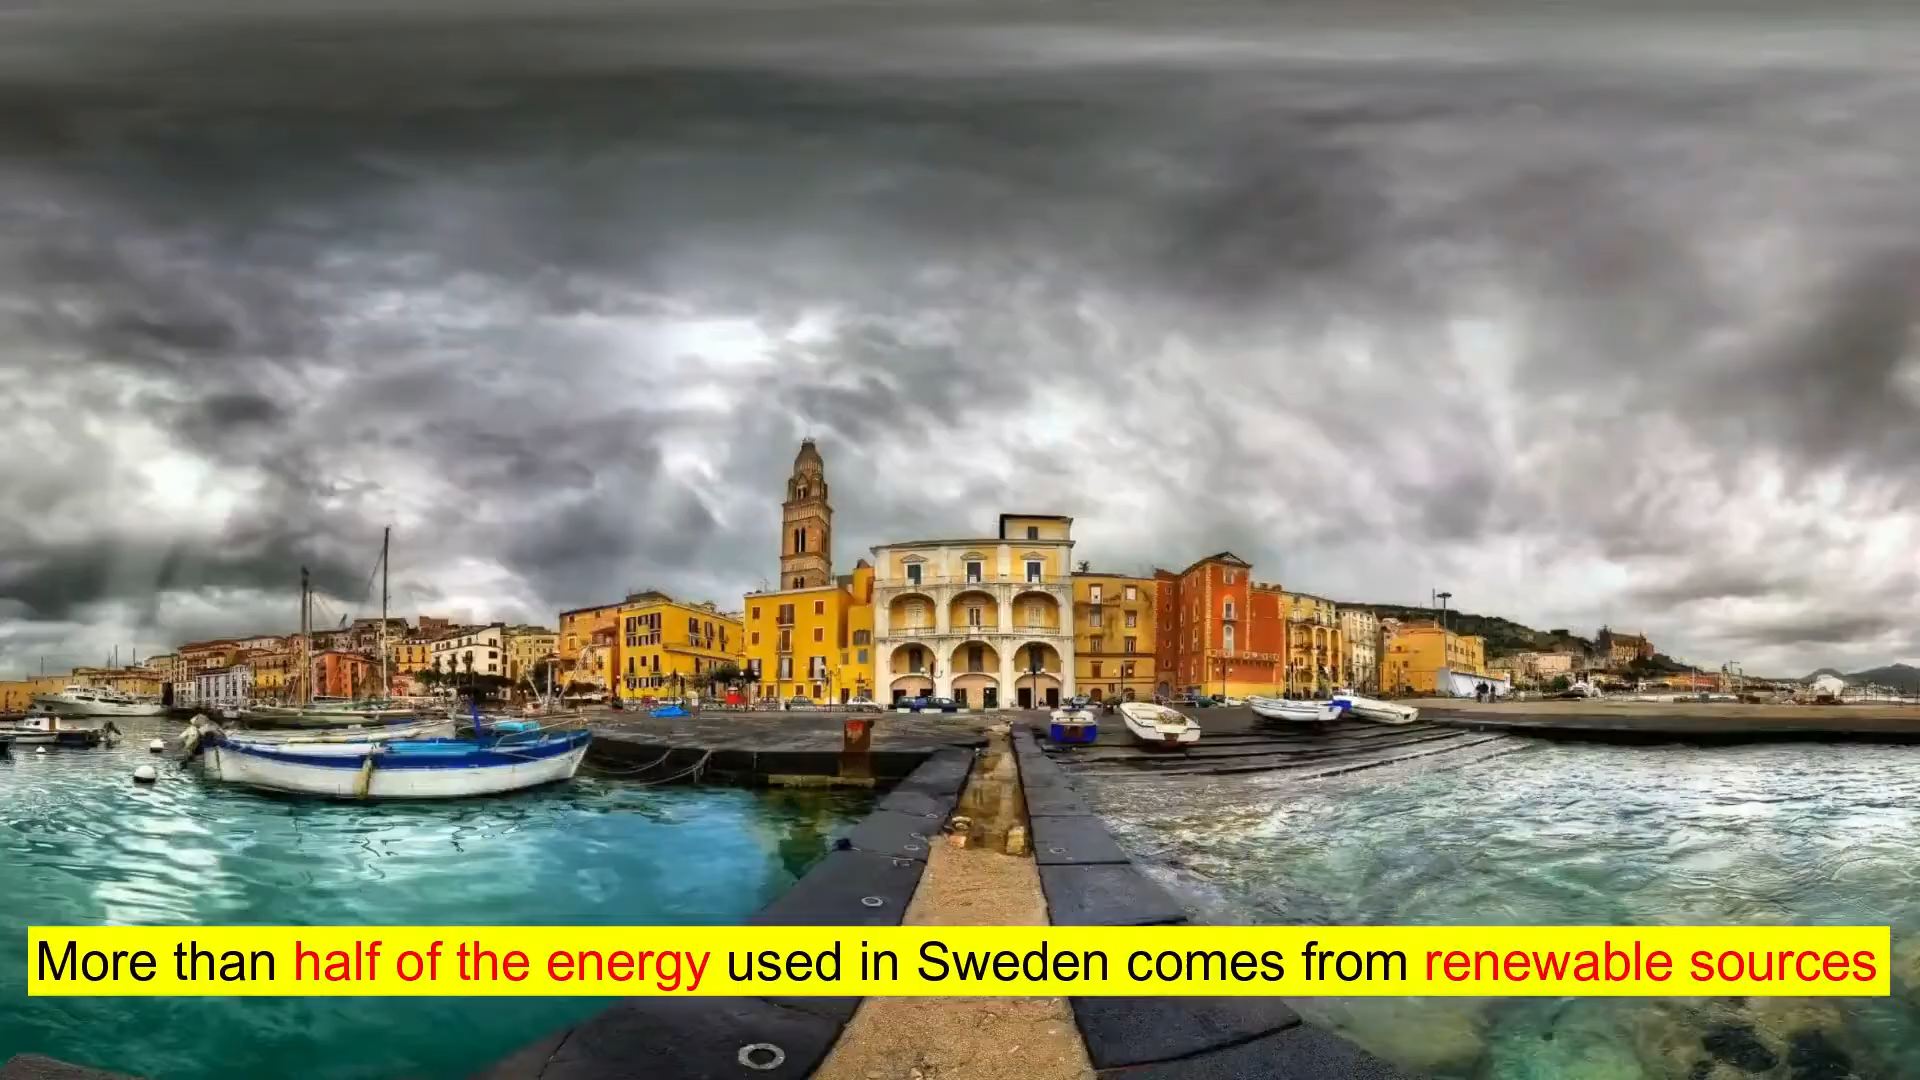 More than half of the energy used in Sweden comes from renewable sources